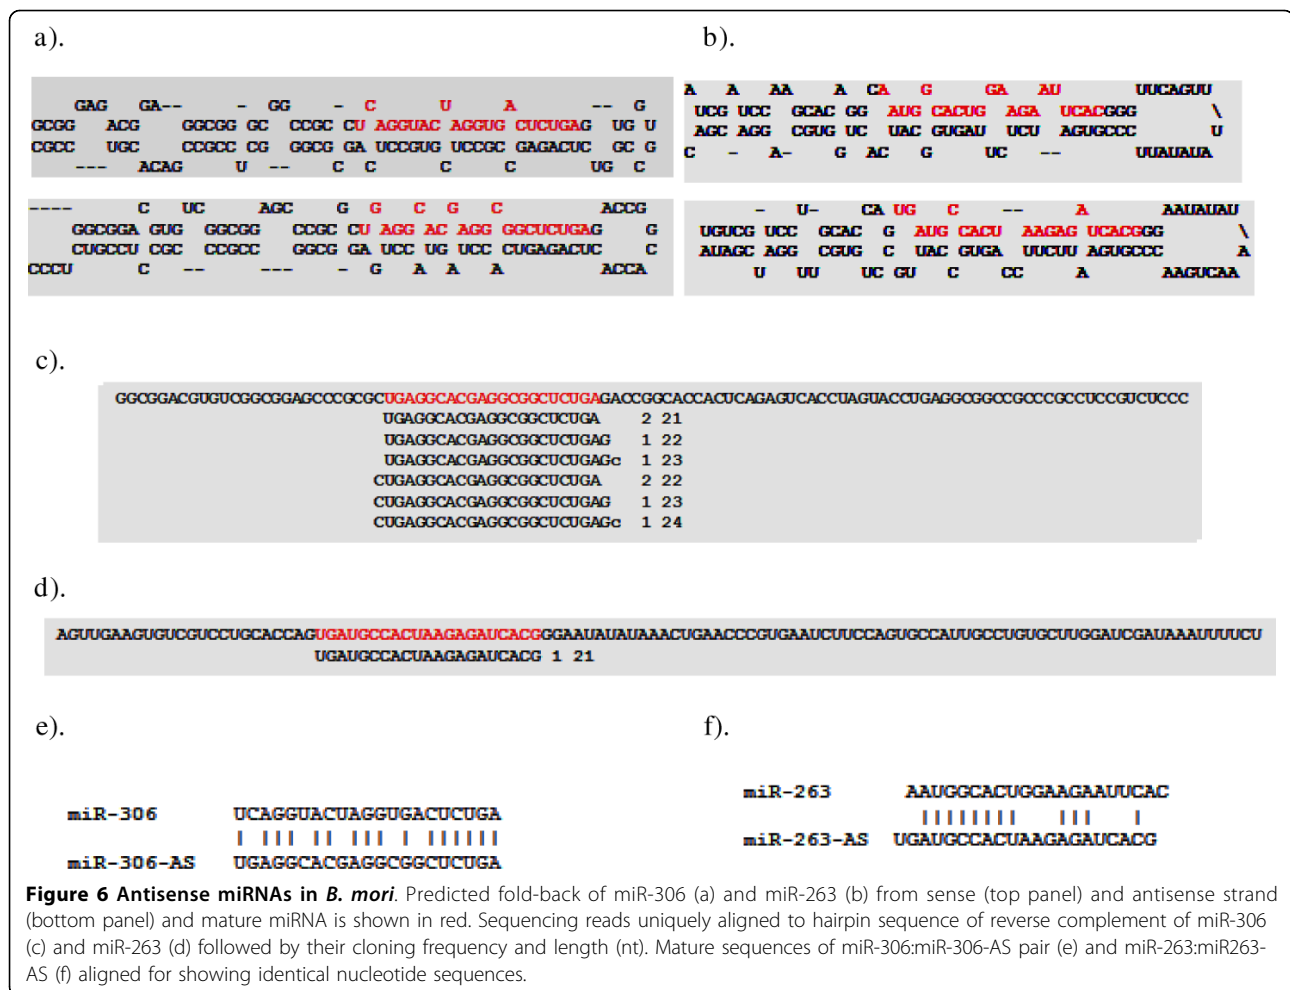 a).
b).
GAG GA-- - GG - C U A -- G
GCGG ACG GGCGG GC CCGC CU AGGUAC AGGUG CUCUGAG UG U
CGCC UGC CCGCC CG GGCG GA UCCGUG UCCGC GAGACUC GC G
--- ACAG U -- C C C C UG C
A A AA A CA G GA AU UUCAGUU
UCG UCC GCAC GG AUG CACUG AGA UCACGGG \
AGC AGG CGUG UC UAC GUGAU UCU AGUGCCC U
C - A- G AC G UC -- UUAUAUA
---- C UC AGC G G C G C ACCG
GGCGGA GUG GGCGG CCGC CU AGG AC AGG GGCUCUGAG G
CUGCCU CGC CCGCC GGCG GA UCC UG UCC CUGAGACUC C
CCCU C -- --- - G A A A ACCA
- U- CA UG C -- A AAUAUAU
UGUCG UCC GCAC G AUG CACU AAGAG UCACGGG \
AUAGC AGG CGUG C UAC GUGA UUCUU AGUGCCC A
U UU UC GU C CC A AAGUCAA
c).
GGCGGACGUGUCGGCGGAGCCCGCGCUGAGGCACGAGGCGGCUCUGAGACCGGCACCACUCAGAGUCACCUAGUACCUGAGGCGGCCGCCCGCCUCCGUCUCCC
UGAGGCACGAGGCGGCUCUGA 2 21
UGAGGCACGAGGCGGCUCUGAG 1 22
UGAGGCACGAGGCGGCUCUGAGc 1 23
CUGAGGCACGAGGCGGCUCUGA 2 22
CUGAGGCACGAGGCGGCUCUGAG 1 23
CUGAGGCACGAGGCGGCUCUGAGc 1 24
d).
AGUUGAAGUGUCGUCCUGCACCAGUGAUGCCACUAAGAGAUCACGGGAAUAUAUAAACUGAACCCGUGAAUCUUCCAGUGCCAUUGCCUGUGCUUGGAUCGAUAAAUUUUCU
UGAUGCCACUAAGAGAUCACG 1 21
e).
f).
miR-306 UCAGGUACUAGGUGACUCUGA
| ||| || ||| | ||||||
miR-306-AS UGAGGCACGAGGCGGCUCUGA
miR-263 AAUGGCACUGGAAGAAUUCAC
|||||||| ||| |
miR-263-AS UGAUGCCACUAAGAGAUCACG
Figure 6 Antisense miRNAs in B. mori. Predicted fold-back of miR-306 (a) and miR-263 (b) from sense (top panel) and antisense strand
(bottom panel) and mature miRNA is shown in red. Sequencing reads uniquely aligned to hairpin sequence of reverse complement of miR-306
(c) and miR-263 (d) followed by their cloning frequency and length (nt). Mature sequences of miR-306:miR-306-AS pair (e) and miR-263:miR263-
AS (f) aligned for showing identical nucleotide sequences.